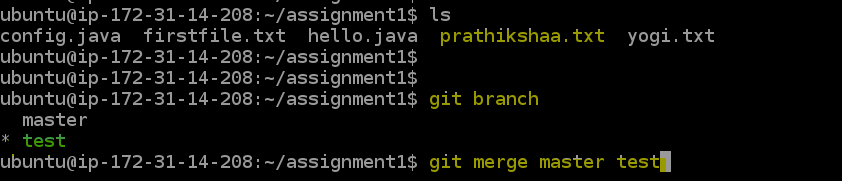 ubuntu@ip-172-31-14-208:~/assignment1$ ls
config.java  firstfile.txt  hello.java  prathikshaa.txt  yogi.txt
ubuntu@ip-172-31-14-208:~/assignment1$
ubuntu@ip-172-31-14-208:~/assignment1$
ubuntu@ip-172-31-14-208:~/assignment1$ git branch
  master
* test
ubuntu@ip-172-31-14-208:~/assignment1$ git merge master test